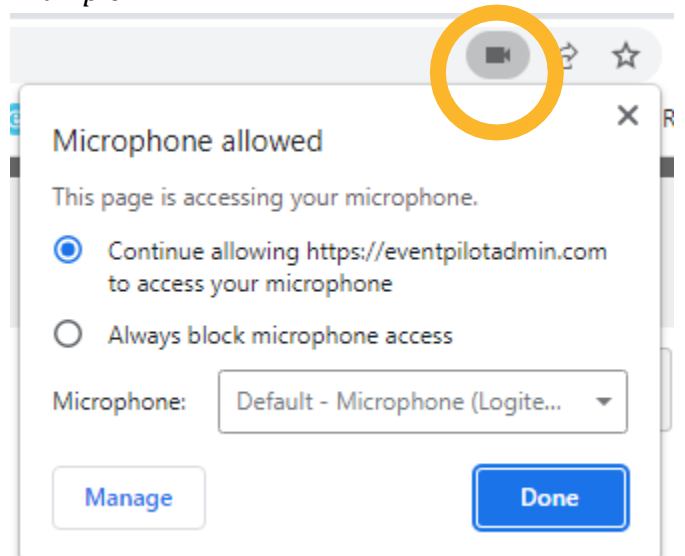 Microphone allowed
This page is accessing your microphone.
Continue allowing https://eventpilotadmin.com
to access your microphone
Always block microphone access
Microphone: Default - Microphone (Logite...
Manage Done